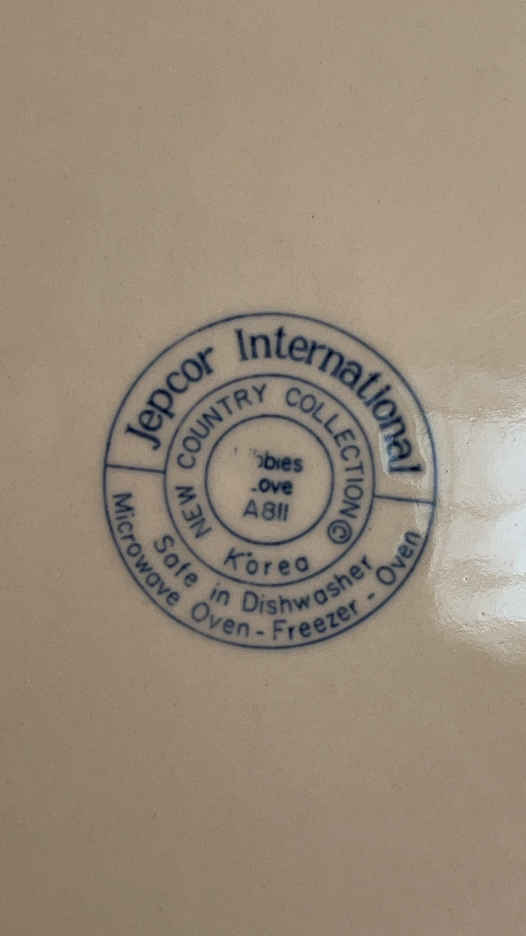 Jepcor International
NEW COUNTRY COLLECTION ©
A811
Korea
Safe in Dishwasher
Microwave Oven - Freezer - Oven